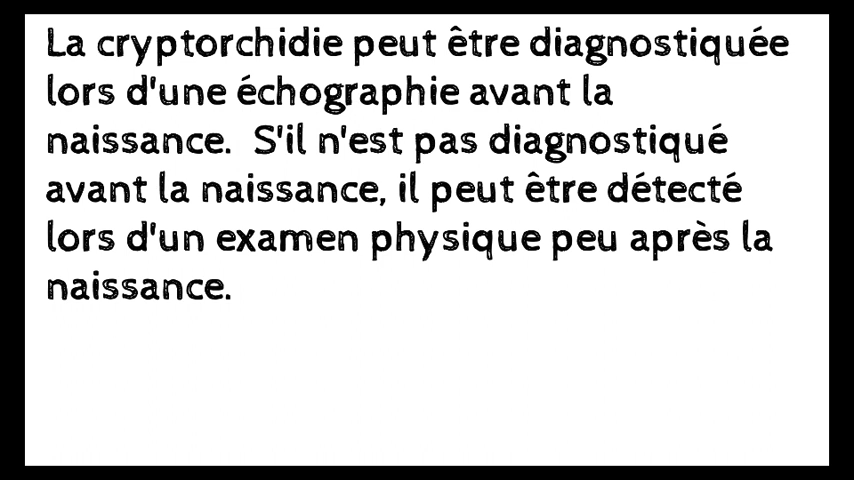 La cryptorchidie peut être diagnostiquée
lors d'une échographie avant la
naissance.  S'il n'est pas diagnostiqué
avant la naissance, il peut être détecté
lors d'un examen physique peu après la
naissance.